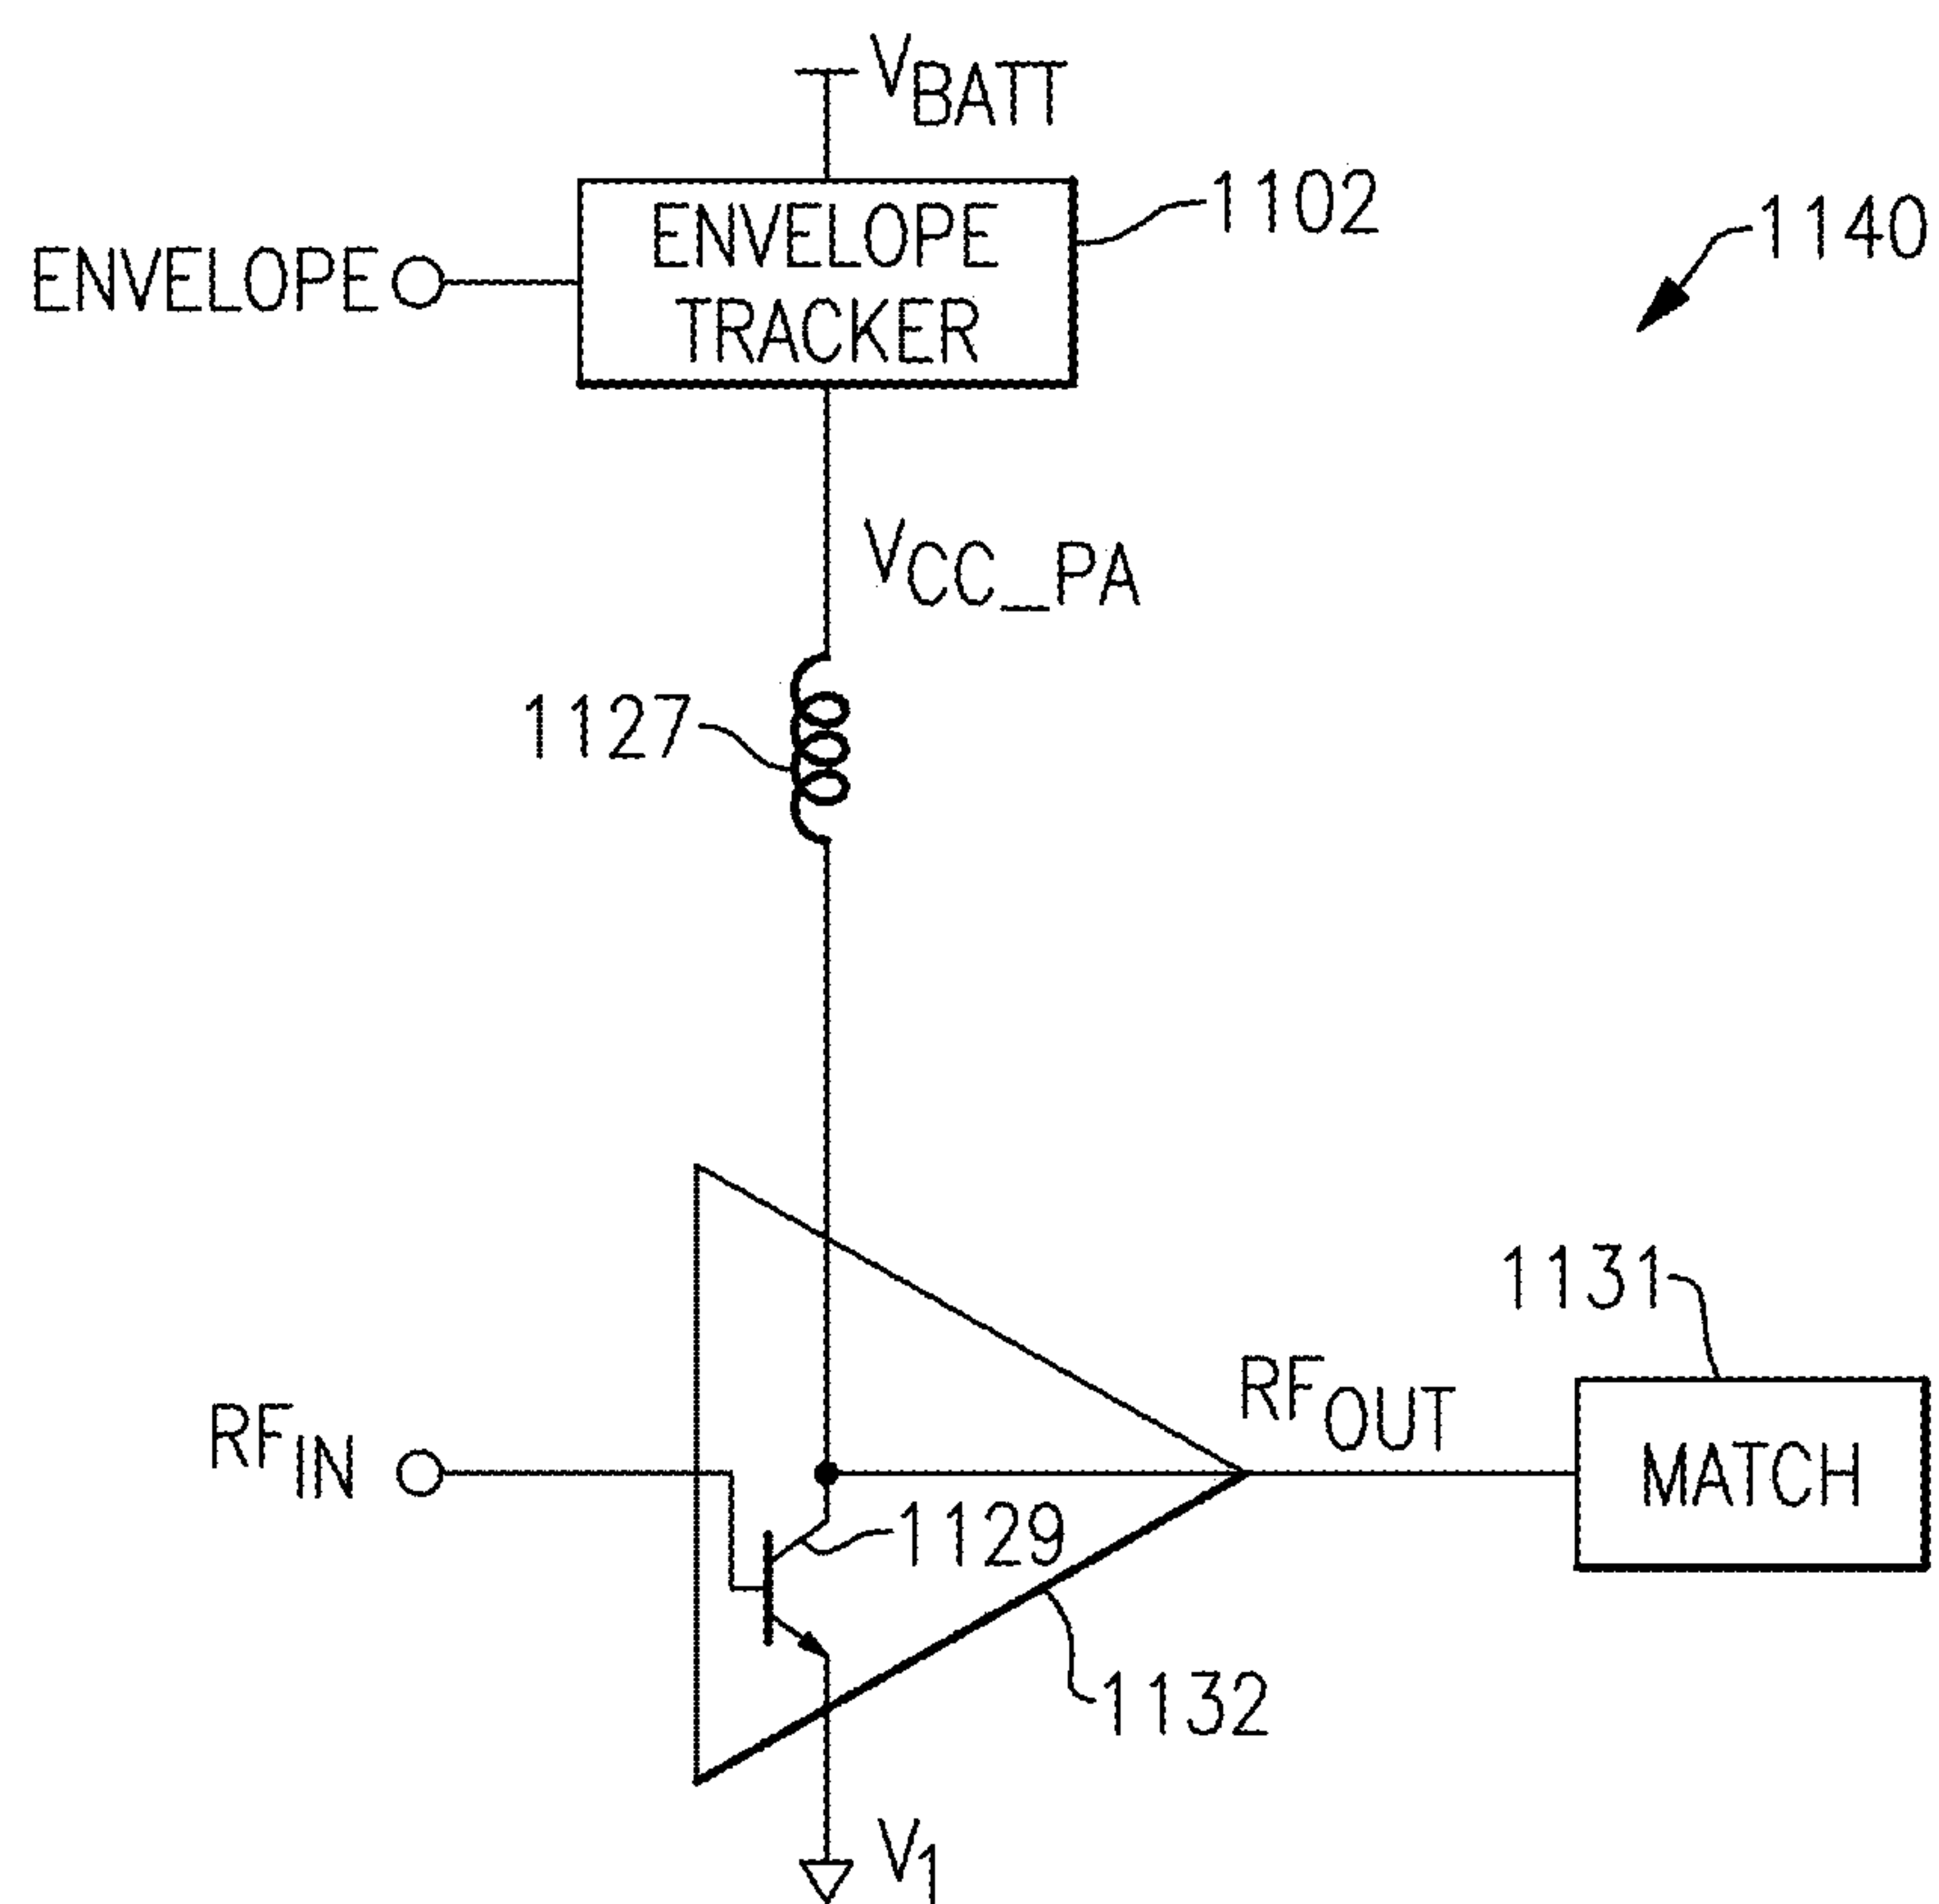 VBATT
1102
ENVELOPE
TRACKER
1140
ENVELOPE
VCC_PA
1127
1131
RFOUT
RFIN
MATCH
1129
1132
V1